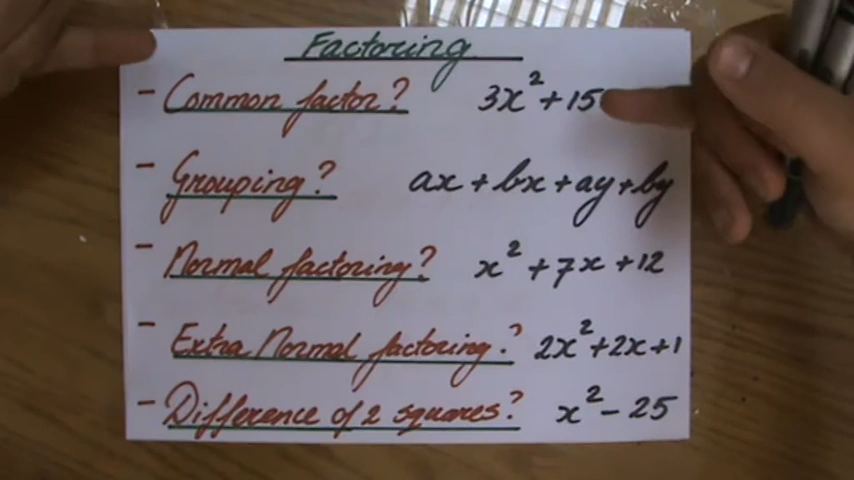 Factoring
- Common factor? 3x² + 15
- Grouping? ax + bx + ay + by
- Normal factoring? x² + 7x + 12
- Extra Normal factoring? 2x² + 2x + 1
- Difference of 2 squares? x² - 25